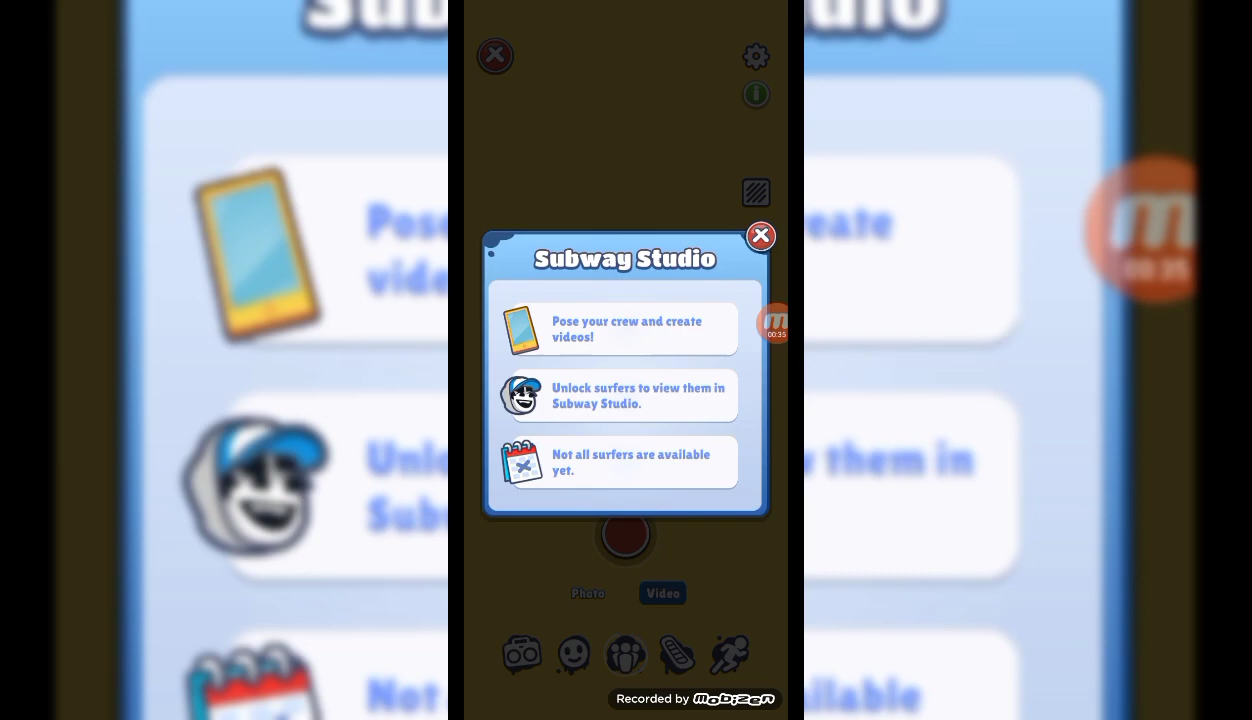 Subway Studio
Pose your crew and create
videos!
Unlock surfers to view them in
Subway Studio.
Not all surfers are available
yet.
00:35
Photo
Video
Recorded by mobizen